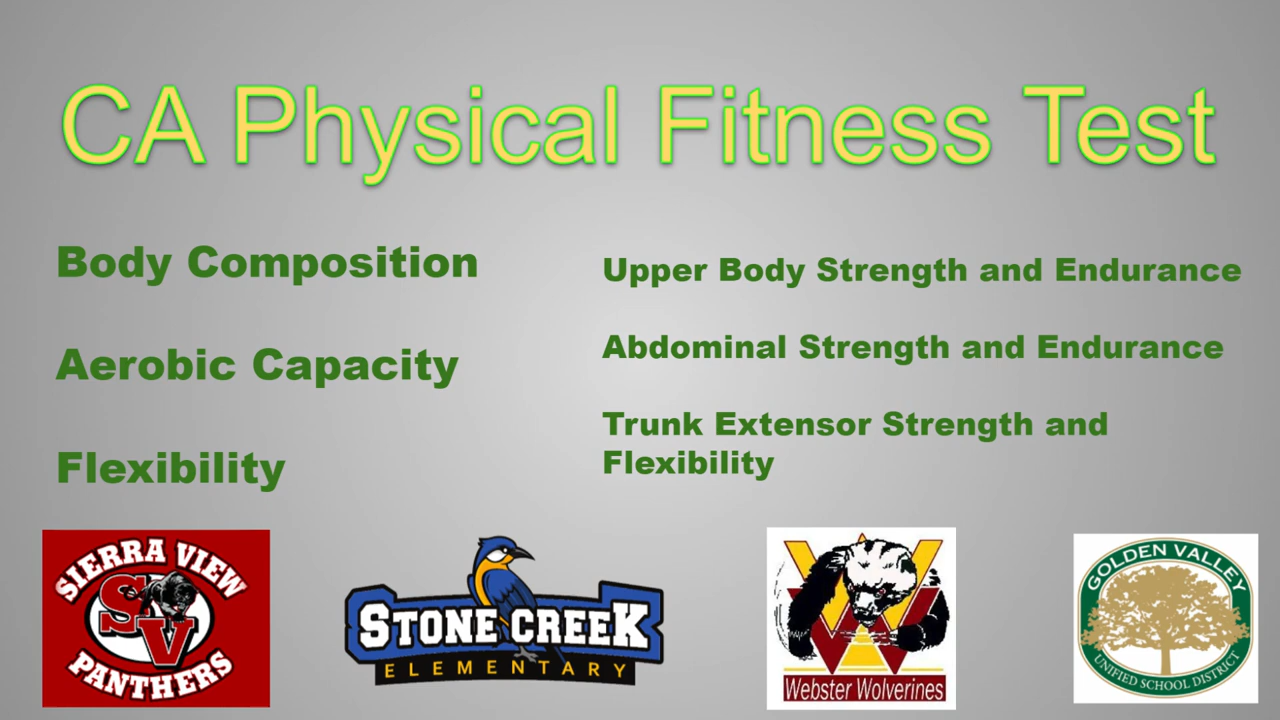 CA Physical Fitness Test
Body Composition
Aerobic Capacity
Flexibility
Upper Body Strength and Endurance
Abdominal Strength and Endurance
Trunk Extensor Strength and
Flexibility
SIERRA VIEW
SV
PANTHERS
STONE CREEK
ELEMENTARY
W
Webster Wolverines
GOLDEN VALLEY
UNIFIED SCHOOL DISTRICT